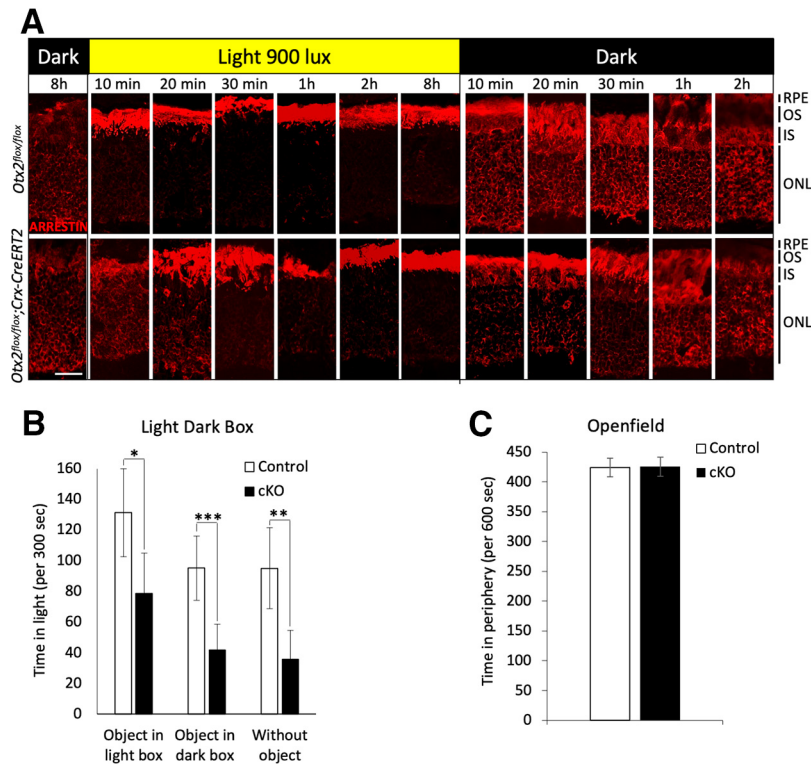 A
Dark Light 900 lux Dark
8h 10 min 20 min 30 min 1h 2h 8h 10 min 20 min 30 min 1h 2h
Otx2flox/flox
ARRESTIN
RPE
OS
IS
ONL
Otx2flox/flox;Crx-CreERT2
RPE
OS
IS
ONL
B
Light Dark Box
Time in light (per 300 sec)
160
140
120
100
80
60
40
20
0
*
***
**
Control
cKO
Object in light box
Object in dark box
Without object
C
Openfield
Time in periphery (per 600 sec)
450
400
350
300
250
200
150
100
50
0
Control
cKO